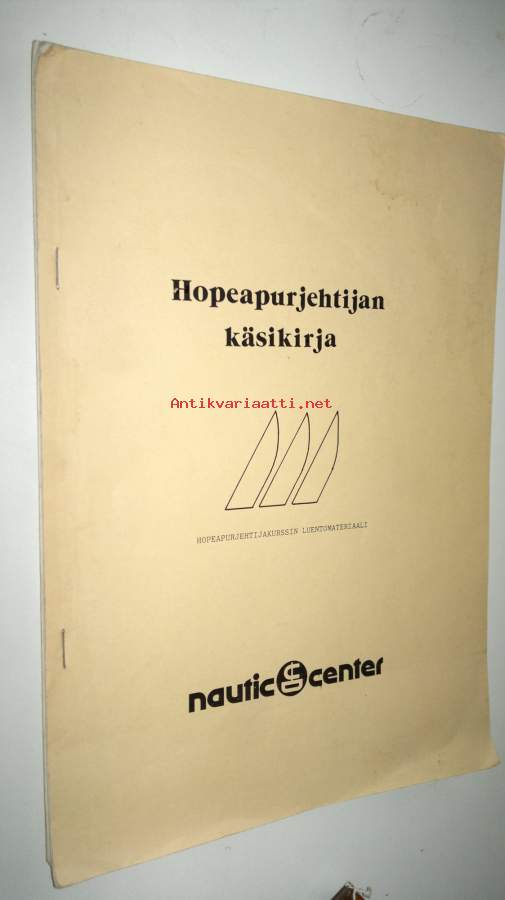 Hopeapurjehtijan
käsikirja
Antikvariaatti.net
HOPEAPURJEHTIJAKURSSIN LUENTOMATERIAALI
nautic center